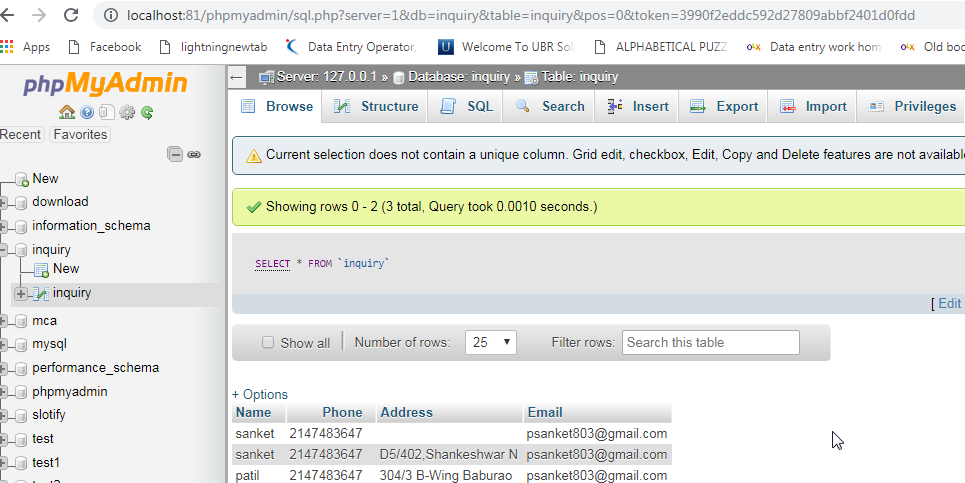 localhost:81/phpmyadmin/sql.php?server=1&db=inquiry&table=inquiry&pos=0&token=3990f2eddc592d27809abbf2401d0fdd
Apps Facebook lightningnewtab Data Entry Operator, Welcome To UBR Sol ALPHABETICAL PUZZ OLX Data entry work hom OLX Old boo
phpMyAdmin
Recent Favorites
New
download
information_schema
inquiry
New
inquiry
mca
mysql
performance_schema
phpmyadmin
slotify
test
test1
Server: 127.0.0.1 » Database: inquiry » Table: inquiry
Browse Structure SQL Search Insert Export Import Privileges
Current selection does not contain a unique column. Grid edit, checkbox, Edit, Copy and Delete features are not available
Showing rows 0 - 2 (3 total, Query took 0.0010 seconds.)
SELECT * FROM `inquiry`
[ Edit
Show all Number of rows: 25 Filter rows: Search this table
+ Options
Name Phone Address Email
sanket 2147483647 psanket803@gmail.com
sanket 2147483647 D5/402,Shankeshwar N psanket803@gmail.com
patil 2147483647 304/3 B-Wing Baburao psanket803@gmail.com